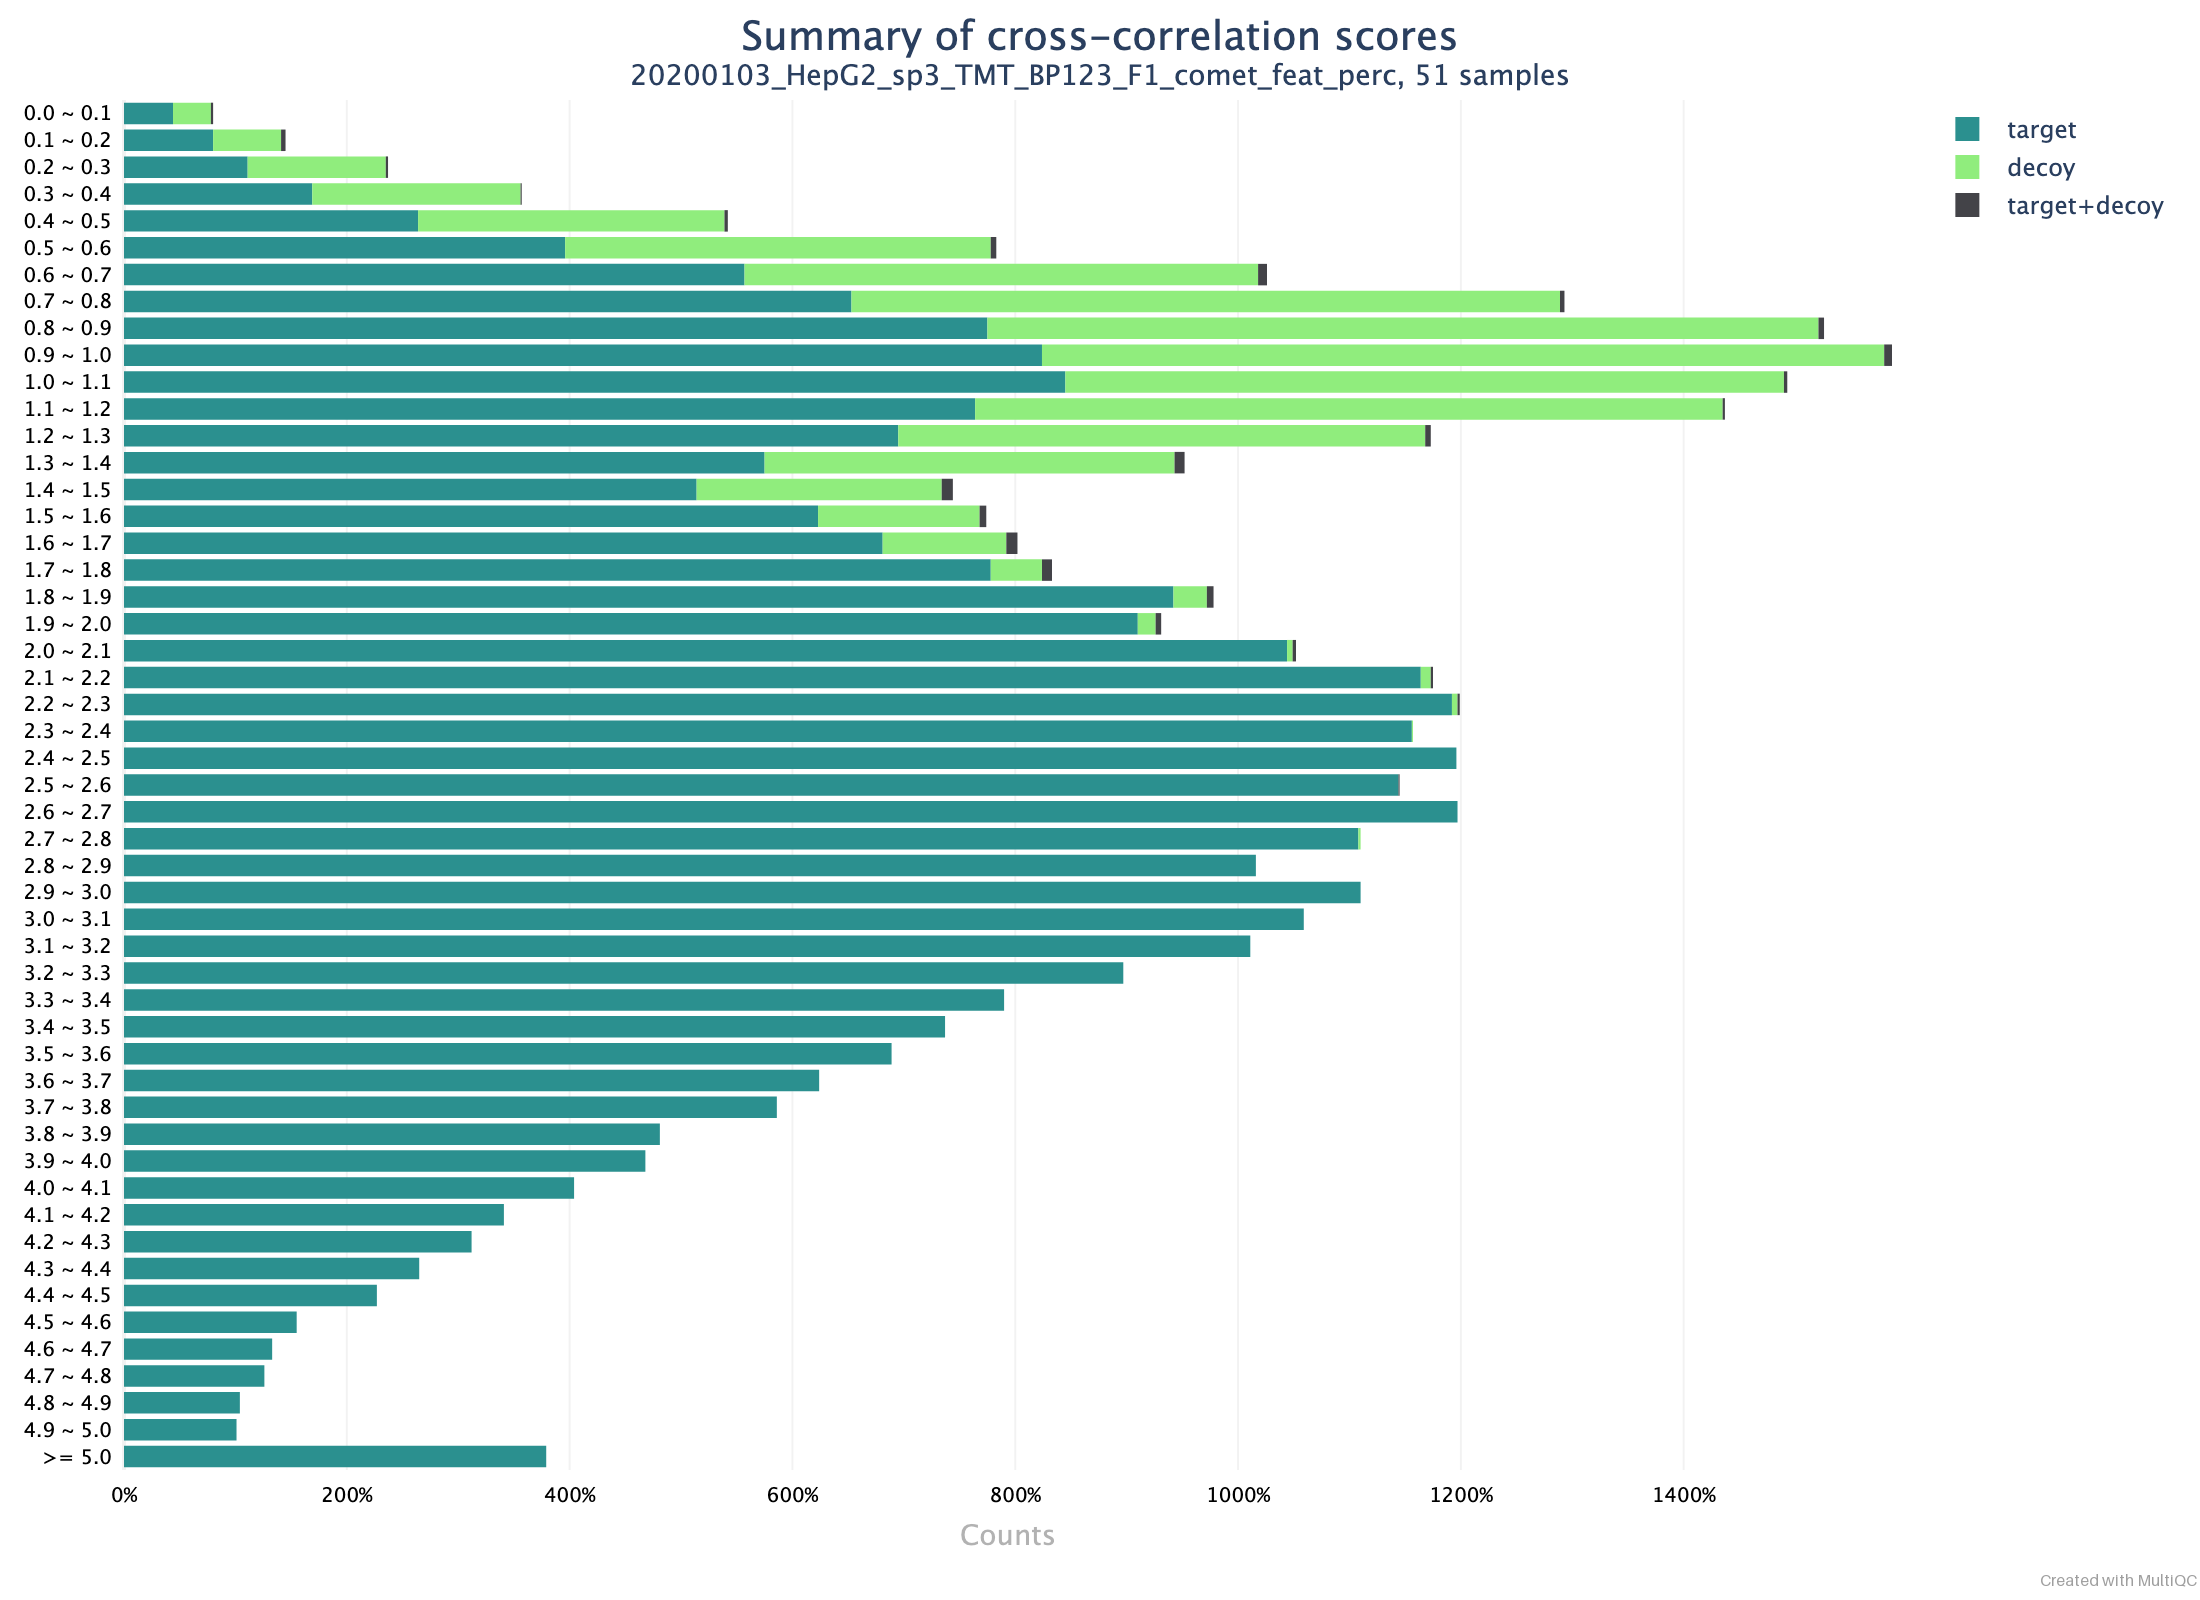 Summary of cross-correlation scores
20200103_HepG2_sp3_TMT_BP123_F1_comet_feat_perc, 51 samples
target
decoy
target+decoy
0.0 ~ 0.1
0.1 ~ 0.2
0.2 ~ 0.3
0.3 ~ 0.4
0.4 ~ 0.5
0.5 ~ 0.6
0.6 ~ 0.7
0.7 ~ 0.8
0.8 ~ 0.9
0.9 ~ 1.0
1.0 ~ 1.1
1.1 ~ 1.2
1.2 ~ 1.3
1.3 ~ 1.4
1.4 ~ 1.5
1.5 ~ 1.6
1.6 ~ 1.7
1.7 ~ 1.8
1.8 ~ 1.9
1.9 ~ 2.0
2.0 ~ 2.1
2.1 ~ 2.2
2.2 ~ 2.3
2.3 ~ 2.4
2.4 ~ 2.5
2.5 ~ 2.6
2.6 ~ 2.7
2.7 ~ 2.8
2.8 ~ 2.9
2.9 ~ 3.0
3.0 ~ 3.1
3.1 ~ 3.2
3.2 ~ 3.3
3.3 ~ 3.4
3.4 ~ 3.5
3.5 ~ 3.6
3.6 ~ 3.7
3.7 ~ 3.8
3.8 ~ 3.9
3.9 ~ 4.0
4.0 ~ 4.1
4.1 ~ 4.2
4.2 ~ 4.3
4.3 ~ 4.4
4.4 ~ 4.5
4.5 ~ 4.6
4.6 ~ 4.7
4.7 ~ 4.8
4.8 ~ 4.9
4.9 ~ 5.0
>= 5.0
0% 200% 400% 600% 800% 1000% 1200% 1400%
Counts
Created with MultiQC